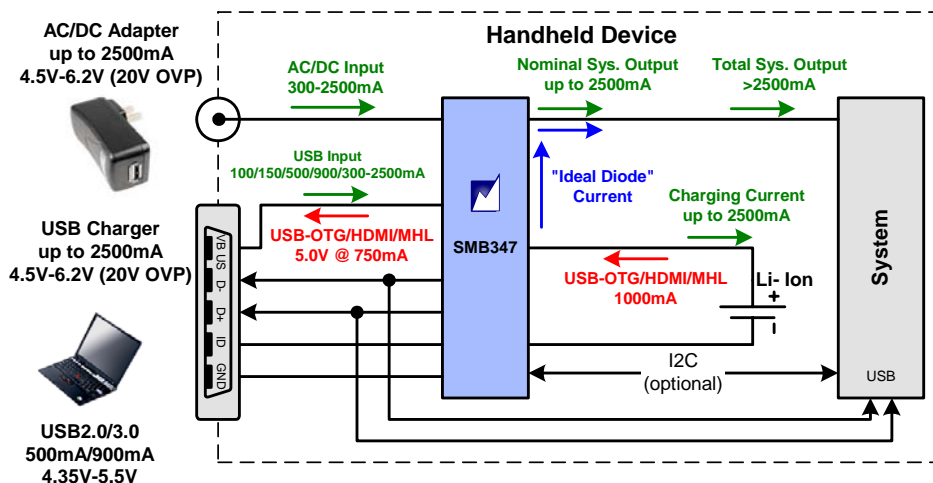 AC/DC Adapter
up to 2500mA
4.5V-6.2V (20V OVP)
USB Charger
up to 2500mA
4.5V-6.2V (20V OVP)
USB2.0/3.0
500mA/900mA
4.35V-5.5V
Handheld Device
AC/DC Input
300-2500mA
Nominal Sys. Output
up to 2500mA
Total Sys. Output
>2500mA
USB Input
100/150/500/900/300-2500mA
"Ideal Diode"
Current
Charging Current
up to 2500mA
USB-OTG/HDMI/MHL
5.0V @ 750mA
SMB347
USB-OTG/HDMI/MHL
1000mA
Li- Ion
+
I2C
(optional)
VB US
D-
D+
ID
GND
System
USB